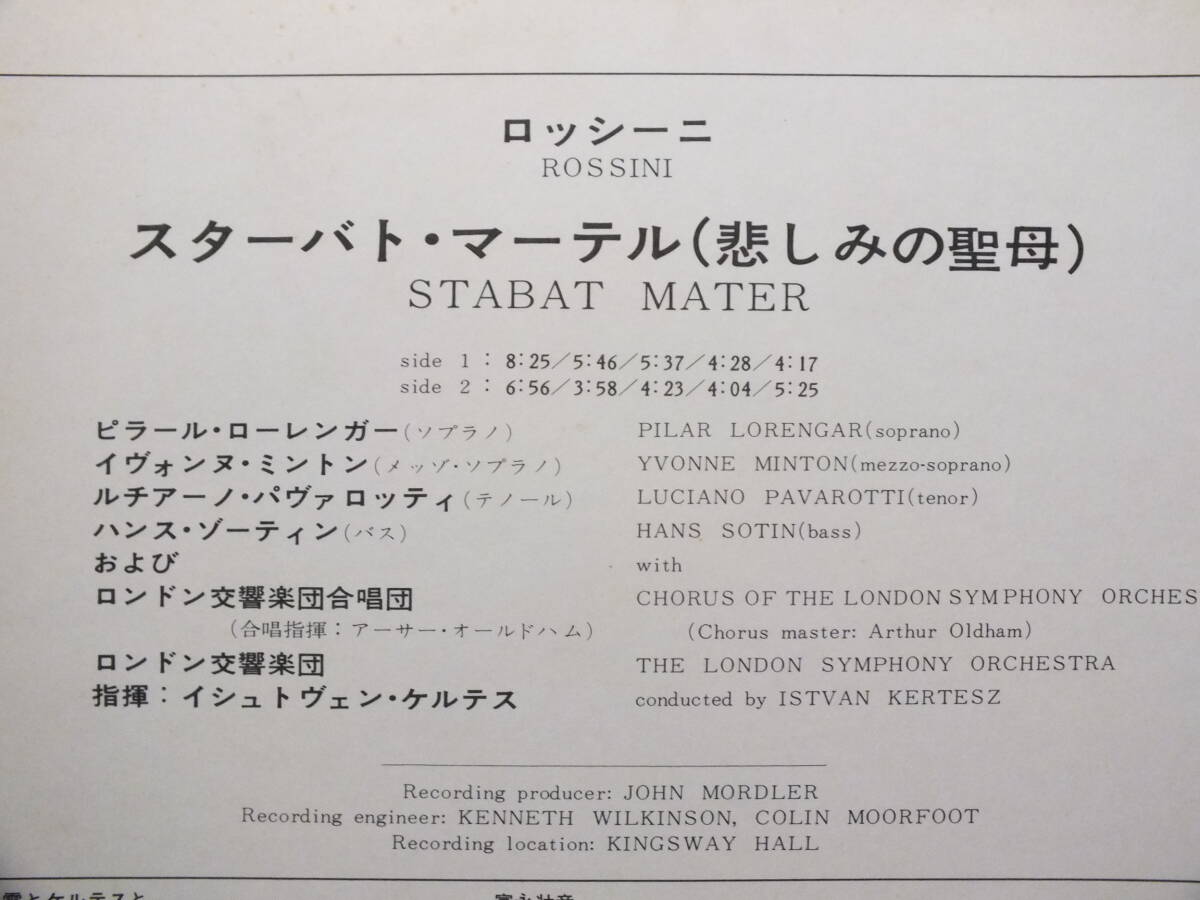 ロッシーニ
ROSSINI
スターバト・マーテル(悲しみの聖母)
STABAT MATER
side 1 : 8:25／5:46／5:37／4:28／4:17
side 2 : 6:56／3:58／4:23／4:04／5:25
ピラール・ローレンガー(ソプラノ) PILAR LORENGAR(soprano)
イヴォンヌ・ミントン(メッゾ・ソプラノ) YVONNE MINTON(mezzo-soprano)
ルチアーノ・パヴァロッティ(テノール) LUCIANO PAVAROTTI(tenor)
ハンス・ゾーティン(バス) HANS SOTIN(bass)
および with
ロンドン交響楽団合唱団 CHORUS OF THE LONDON SYMPHONY ORCHES
(合唱指揮：アーサー・オールドハム) (Chorus master: Arthur Oldham)
ロンドン交響楽団 THE LONDON SYMPHONY ORCHESTRA
指揮：イシュトヴェン・ケルテス conducted by ISTVAN KERTESZ
Recording producer: JOHN MORDLER
Recording engineer: KENNETH WILKINSON, COLIN MOORFOOT
Recording location: KINGSWAY HALL